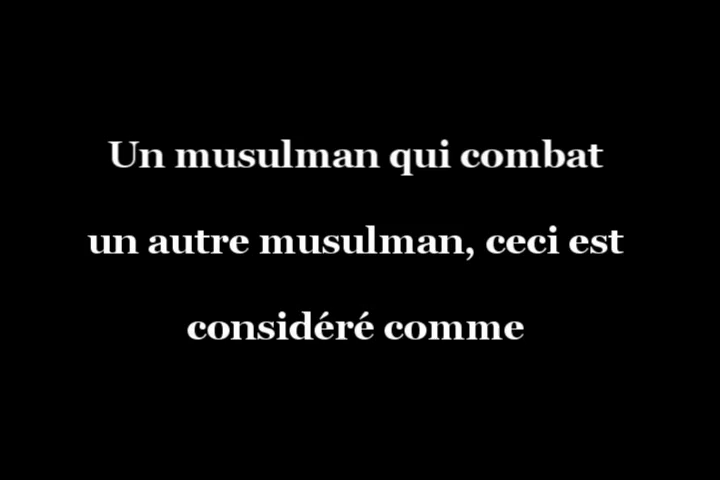 Un musulman qui combat
un autre musulman, ceci est
considéré comme